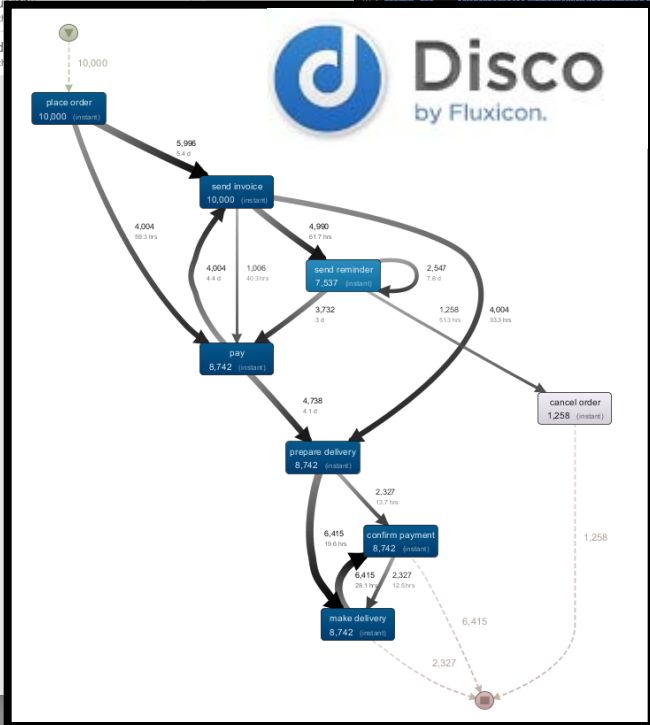 Disco
by Fluxicon.
10,000
place order
10,000 (instant)
5,996
5.4 d
send invoice
10,000 (instant)
4,004
59.3 hrs
4,990
61.7 hrs
4,004
4.4 d
1,006
40.3 hrs
send reminder
7,537 (instant)
2,547
7.8 d
3,732
3 d
1,258
51.3 hrs
4,004
33.3 hrs
pay
8,742 (instant)
4,738
4.1 d
cancel order
1,258 (instant)
prepare delivery
8,742 (instant)
2,327
13.7 hrs
6,415
19.6 hrs
confirm payment
8,742 (instant)
6,415
28.1 hrs
2,327
12.5 hrs
make delivery
8,742 (instant)
1,258
6,415
2,327